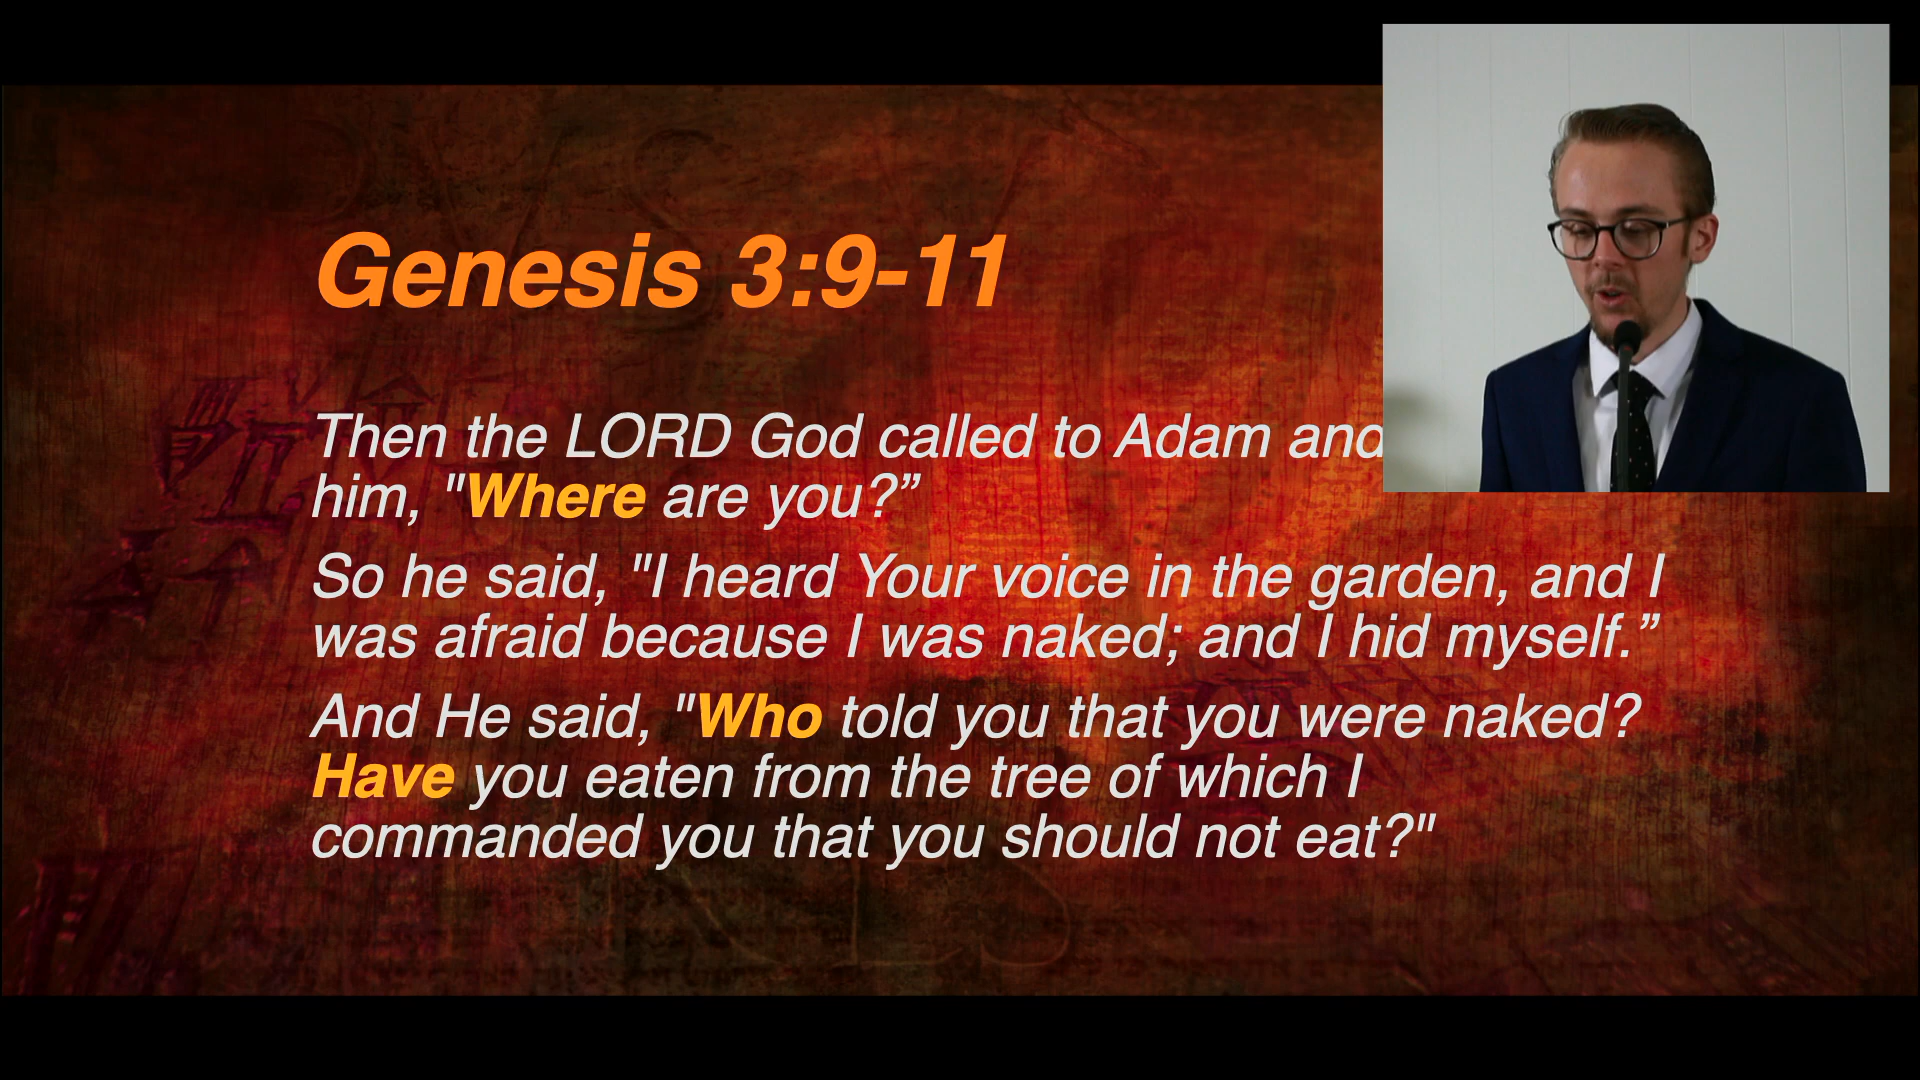 Genesis 3:9-11
Then the LORD God called to Adam and
him, "Where are you?”
So he said, "I heard Your voice in the garden, and I
was afraid because I was naked; and I hid myself.”
And He said, "Who told you that you were naked?
Have you eaten from the tree of which I
commanded you that you should not eat?"